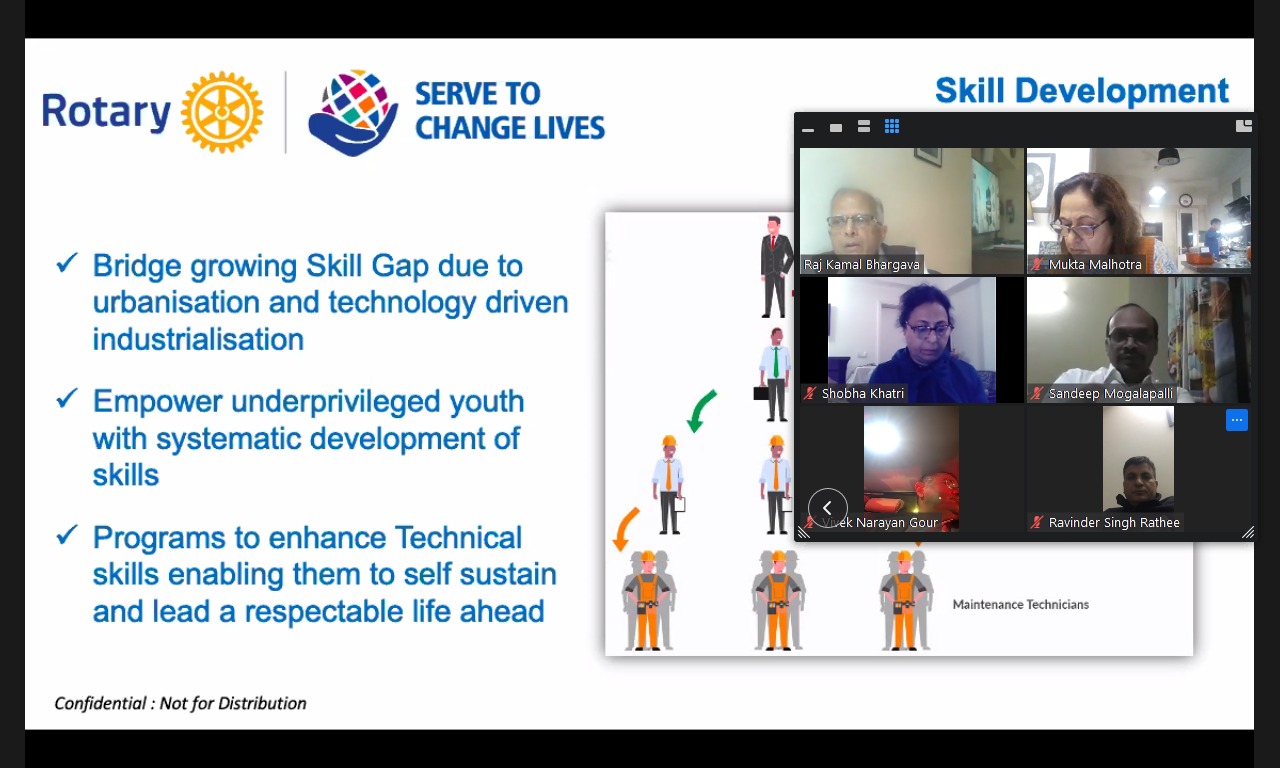 Rotary
SERVE TO
CHANGE LIVES
Skill Development
Bridge growing Skill Gap due to
urbanisation and technology driven
industrialisation
Empower underprivileged youth
with systematic development of
skills
Programs to enhance Technical
skills enabling them to self sustain
and lead a respectable life ahead
Raj Kamal Bhargava
Mukta Malhotra
Shobha Khatri
Sandeep Mogalapalli
Vivek Narayan Gour
Ravinder Singh Rathee
Maintenance Technicians
Confidential : Not for Distribution